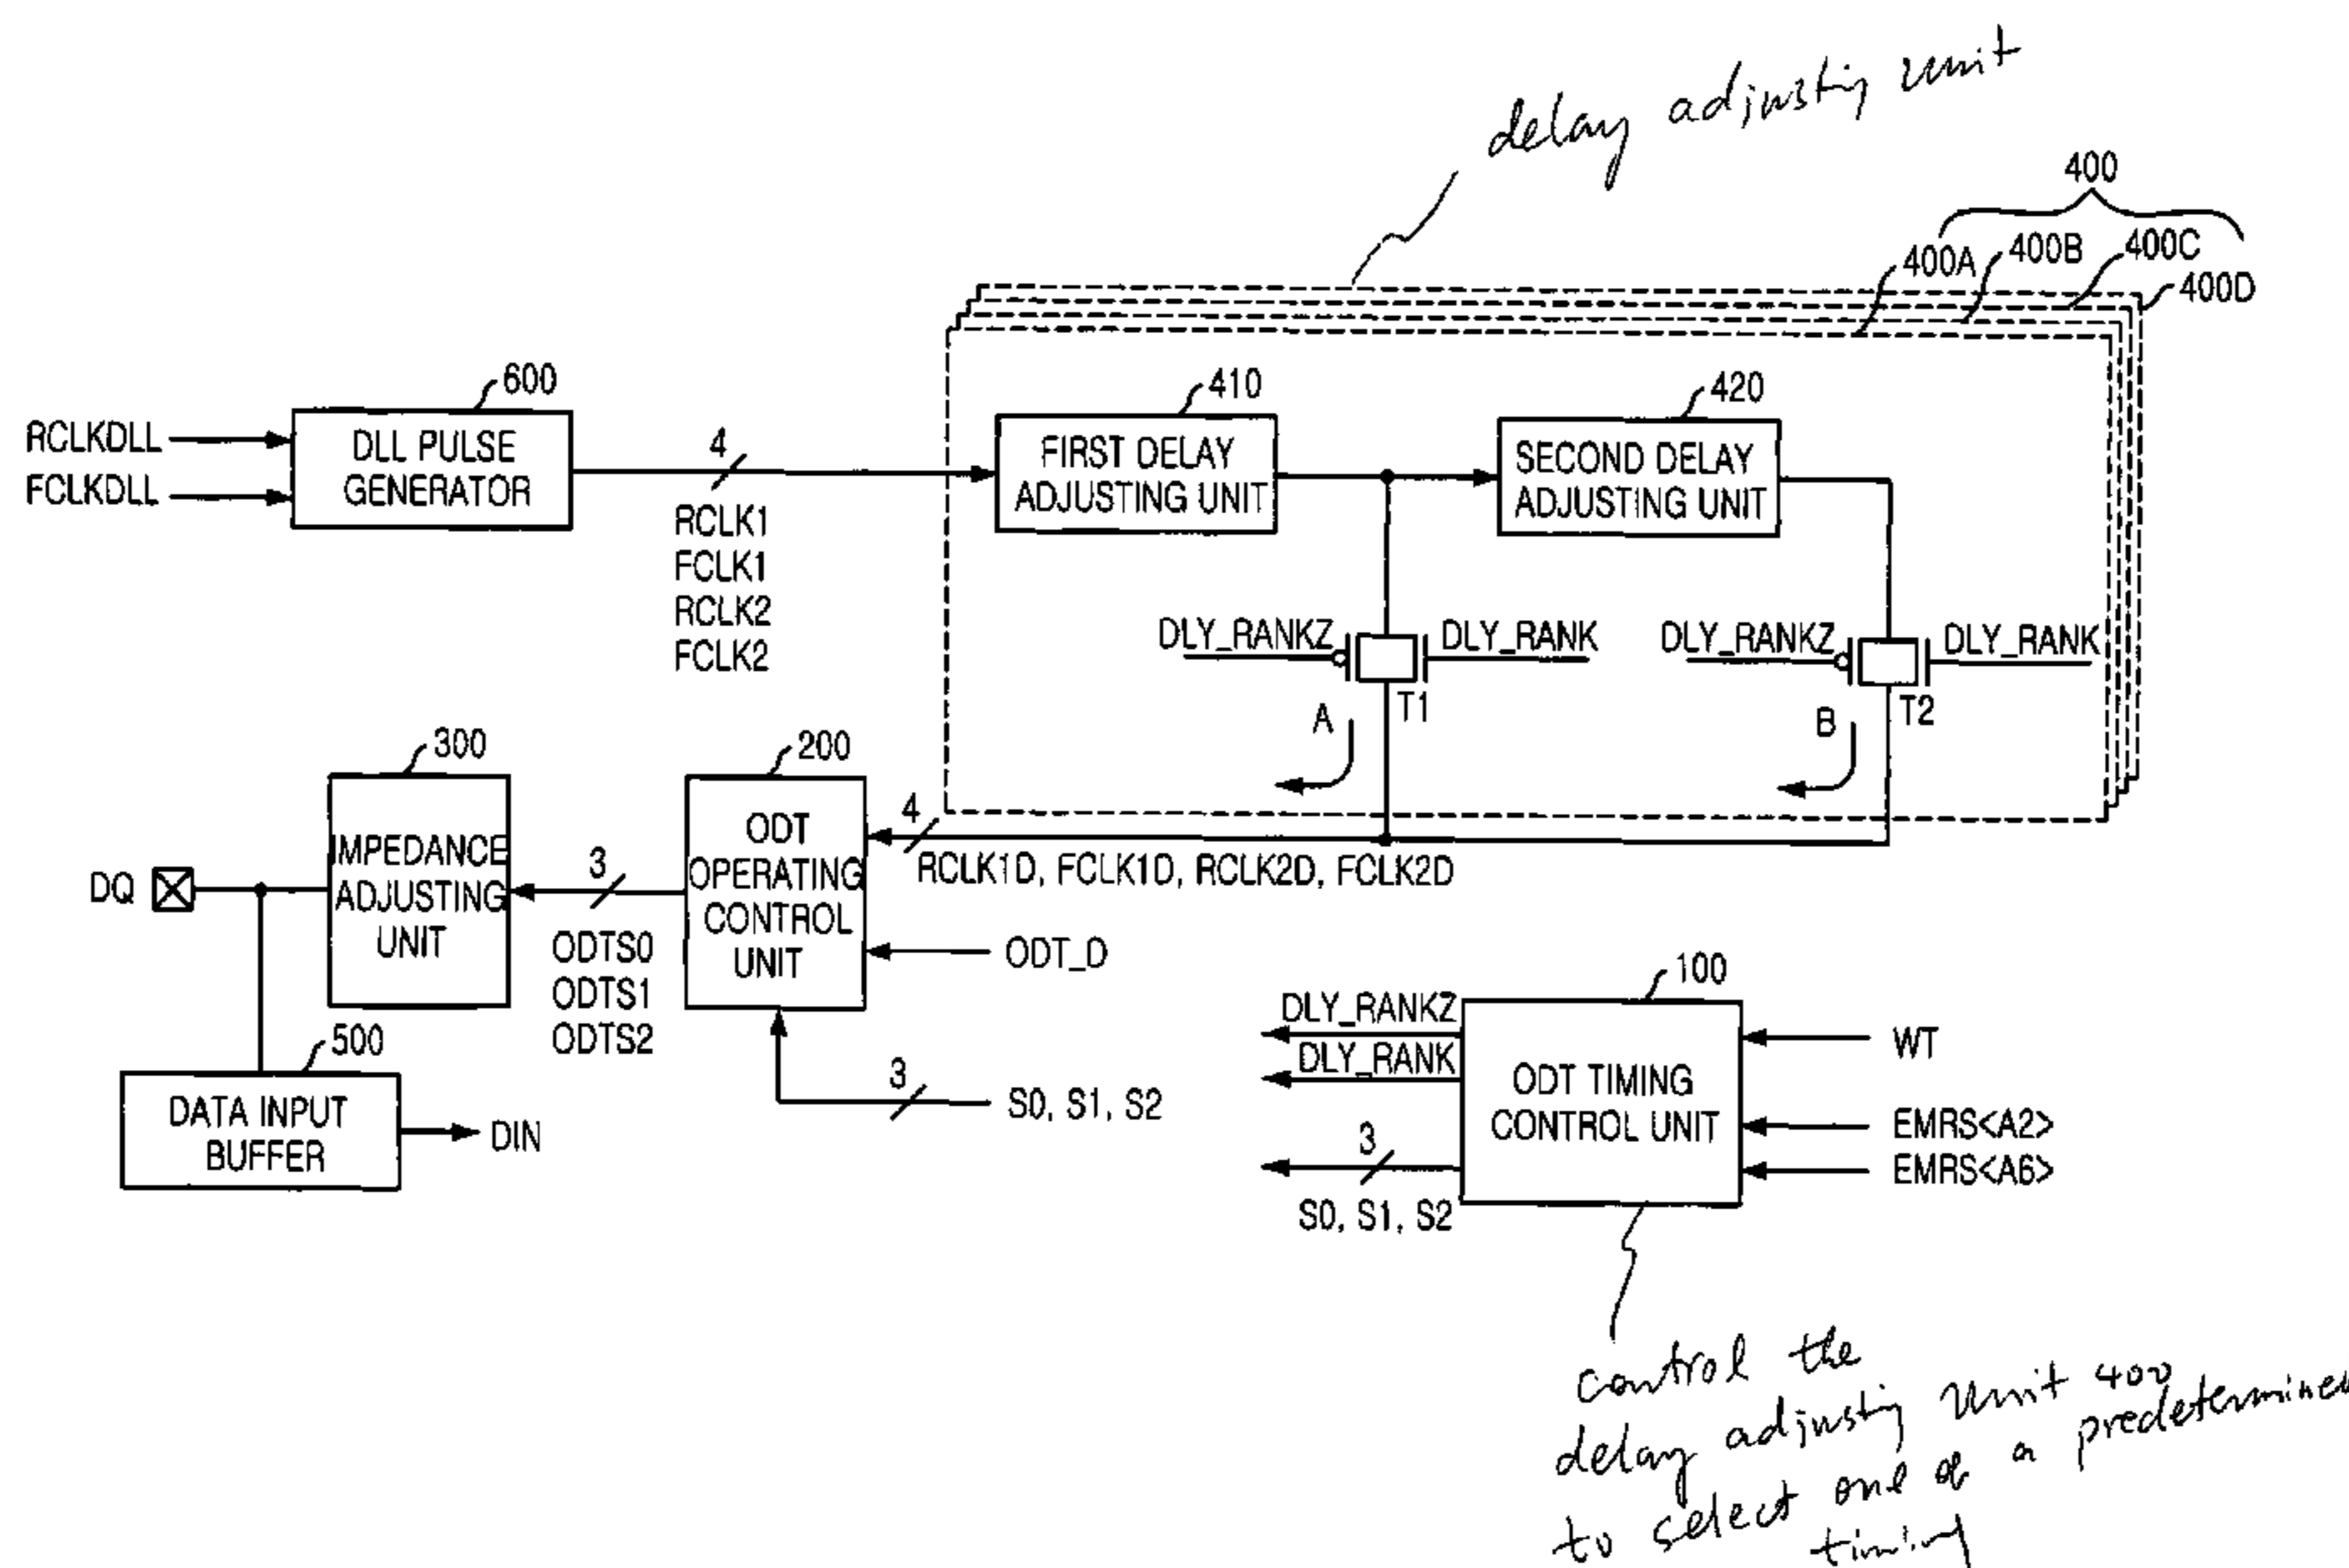 delay adjustig unit
400
400A
400B
400C
400D
600
RCLKDLL
FCLKDLL
DLL PULSE
GENERATOR
4
RCLK1
FCLK1
RCLK2
FCLK2
410
FIRST DELAY
ADJUSTING UNIT
420
SECOND DELAY
ADJUSTING UNIT
DLY_RANKZ
DLY_RANK
T1
A
DLY_RANKZ
DLY_RANK
T2
B
300
IMPEDANCE
ADJUSTING
UNIT
200
ODT
OPERATING
CONTROL
UNIT
4
RCLK1D, FCLK1D, RCLK2D, FCLK2D
DQ
3
ODTS0
ODTS1
ODTS2
ODT_D
3
S0, S1, S2
500
DATA INPUT
BUFFER
DIN
100
DLY_RANKZ
DLY_RANK
3
S0, S1, S2
ODT TIMING
CONTROL UNIT
WT
EMRS<A2>
EMRS<A6>
control the
delay adjustig unit 400
to select one of a predetermined
timing